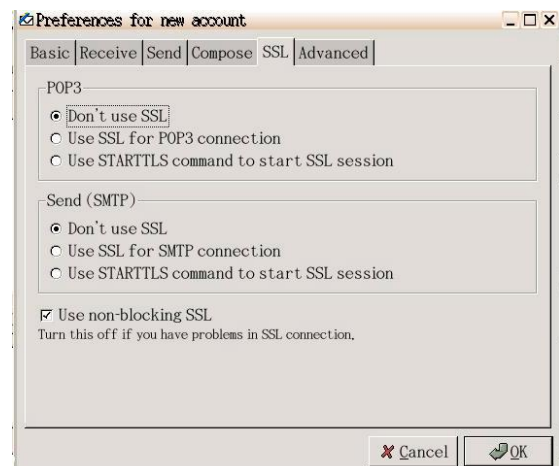 Preferences for new account
Basic Receive Send Compose SSL Advanced
POP3
Don't use SSL
Use SSL for POP3 connection
Use STARTTLS command to start SSL session
Send (SMTP)
Don't use SSL
Use SSL for SMTP connection
Use STARTTLS command to start SSL session
Use non-blocking SSL
Turn this off if you have problems in SSL connection.
Cancel OK